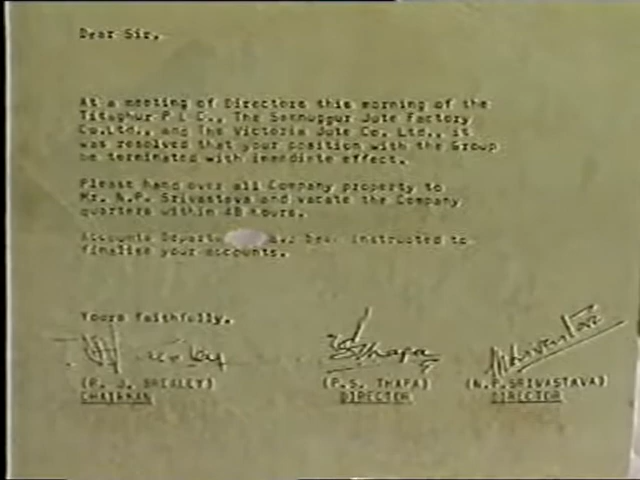 Dear Sir,
At a meeting of Directors this morning of the
Titaghur P L C., The Samnuggur Jute Factory
Co.Ltd., and The Victoria Jute Co. Ltd., it
was resolved that your position with the Group
be terminated with immediate effect.
Please hand over all Company property to
Mr. N.P. Srivastava and vacate the Company
quarters within 48 hours.
Accounts been instructed to
finalise your accounts.
Yours faithfully,
Thapa
(R. J. BREALEY) (P.S. THAPA) (N.P.SRIVASTAVA)
CHAIRMAN DIRECTOR DIRECTOR